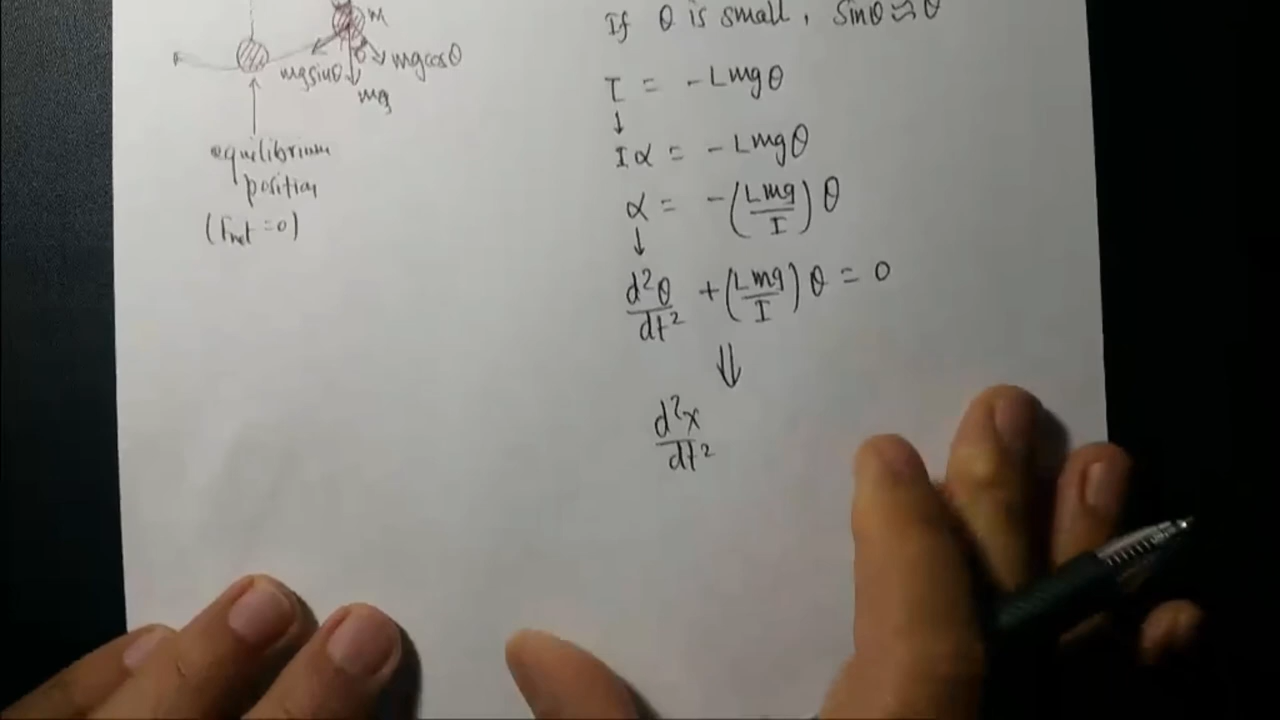 m
mgsinθ
θ
mgcosθ
mg
equilibrium
position
(Fnet = 0)
If θ is small, Sinθ ≈ θ
τ = - Lmgθ
↓
Iα = - Lmgθ
α = - (Lmg/I) θ
↓
d²θ/dt² + (Lmg/I) θ = 0
⇓
d²x/dt²